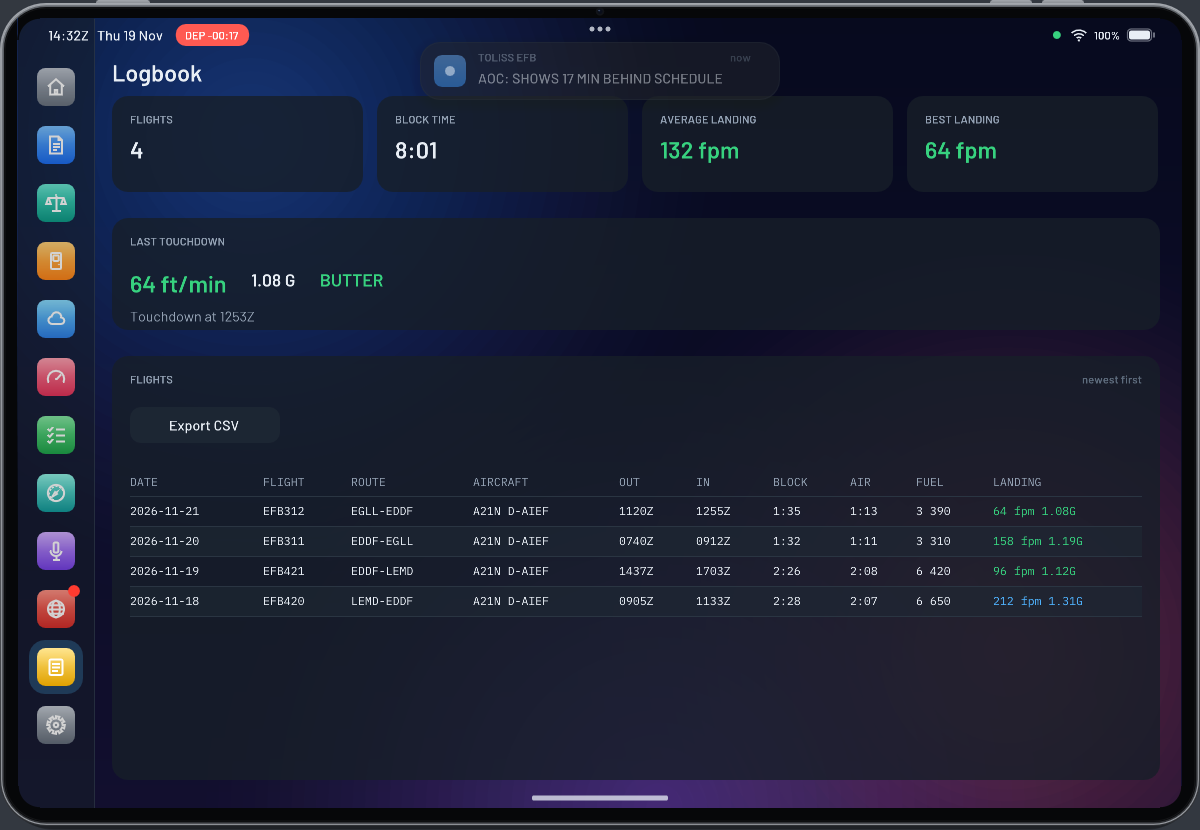 14:32Z Thu 19 Nov DEP -00:17
100%
TOLISS EFB now
AOC: SHOWS 17 MIN BEHIND SCHEDULE
Logbook
FLIGHTS BLOCK TIME AVERAGE LANDING BEST LANDING
4 8:01 132 fpm 64 fpm
LAST TOUCHDOWN
64 ft/min 1.08 G BUTTER
Touchdown at 1253Z
FLIGHTS newest first
Export CSV
DATE FLIGHT ROUTE AIRCRAFT OUT IN BLOCK AIR FUEL LANDING
2026-11-21 EFB312 EGLL-EDDF A21N D-AIEF 1120Z 1255Z 1:35 1:13 3 390 64 fpm 1.08G
2026-11-20 EFB311 EDDF-EGLL A21N D-AIEF 0740Z 0912Z 1:32 1:11 3 310 158 fpm 1.19G
2026-11-19 EFB421 EDDF-LEMD A21N D-AIEF 1437Z 1703Z 2:26 2:08 6 420 96 fpm 1.12G
2026-11-18 EFB420 LEMD-EDDF A21N D-AIEF 0905Z 1133Z 2:28 2:07 6 650 212 fpm 1.31G